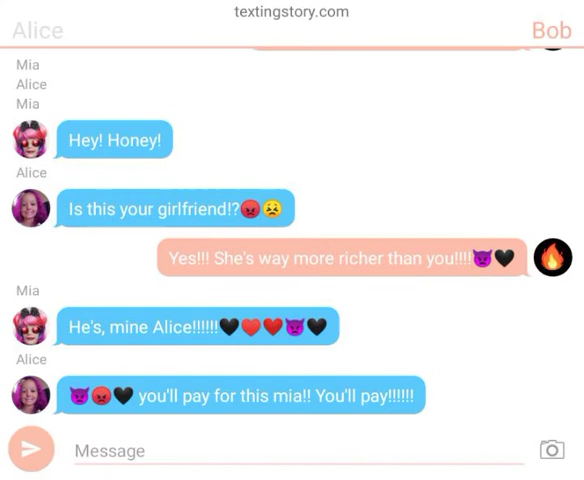 textingstory.com
Alice
Bob
Mia
Alice
Mia
Hey! Honey!
Alice
Is this your girlfriend!?😡😣
Yes!!! She's way more richer than you!!!!👿🖤
Mia
He's, mine Alice!!!!!!🖤❤️❤️👿🖤
Alice
👿😡🖤 you'll pay for this mia!! You'll pay!!!!!!
Message